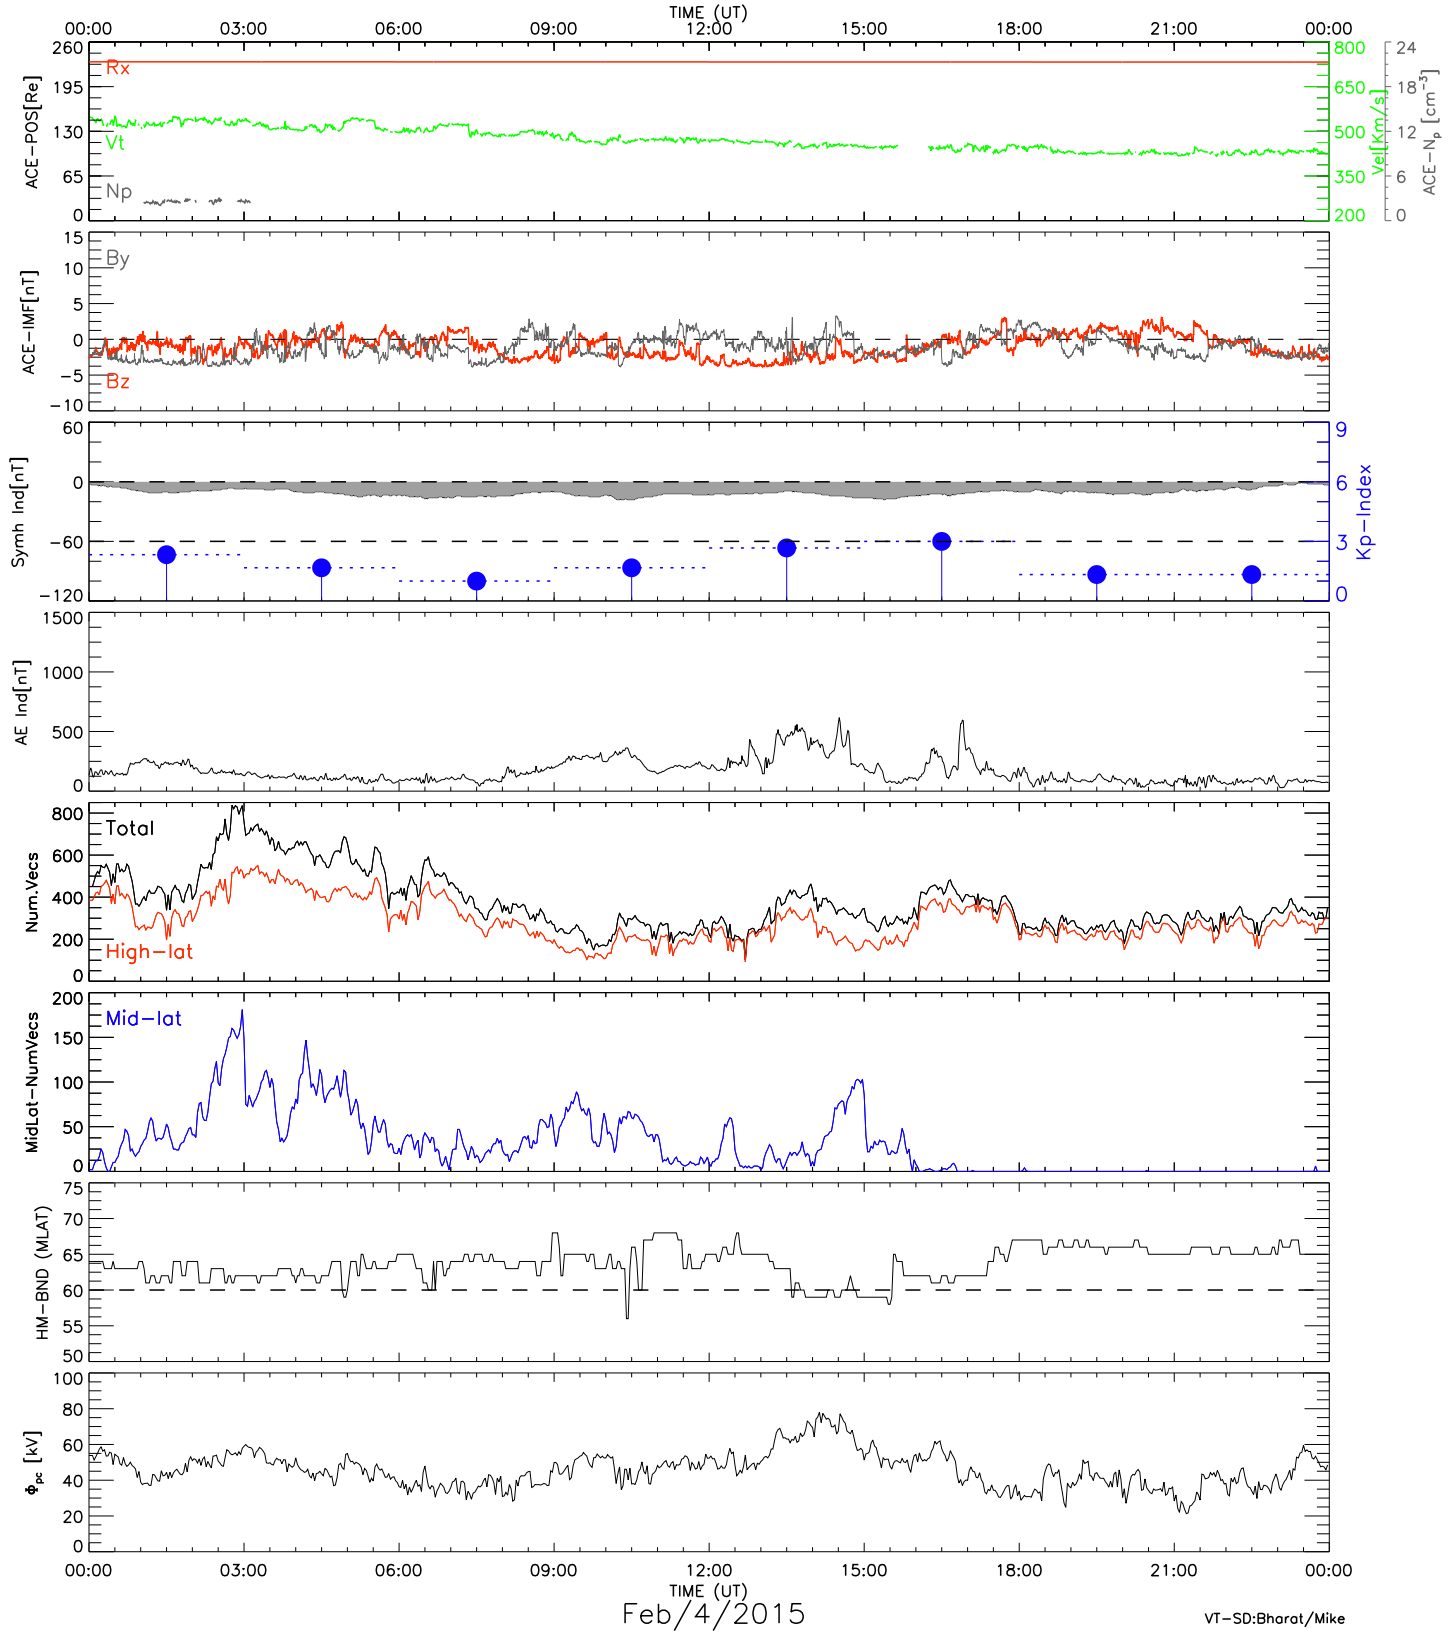 TIME (UT)
00:00 03:00 06:00 09:00 12:00 15:00 18:00 21:00 00:00
ACE-POS[Re]
260
195
130
65
0
Rx
Vt
Np
800
650
500
350
200
Vel[Km/s]
24
18
12
6
0
ACE-Np [cm-3]
ACE-IMF[nT]
15
10
5
0
-5
-10
By
Bz
Symh Ind[nT]
60
0
-60
-120
9
6
3
0
Kp-Index
AE Ind[nT]
1500
1000
500
0
Num.Vecs
800
600
400
200
0
Total
High-lat
MidLat-NumVecs
200
150
100
50
0
Mid-lat
HM-BND (MLAT)
75
70
65
60
55
50
Φpc [kV]
100
80
60
40
20
0
00:00 03:00 06:00 09:00 12:00 15:00 18:00 21:00 00:00
TIME (UT)
Feb/4/2015
VT-SD:Bharat/Mike